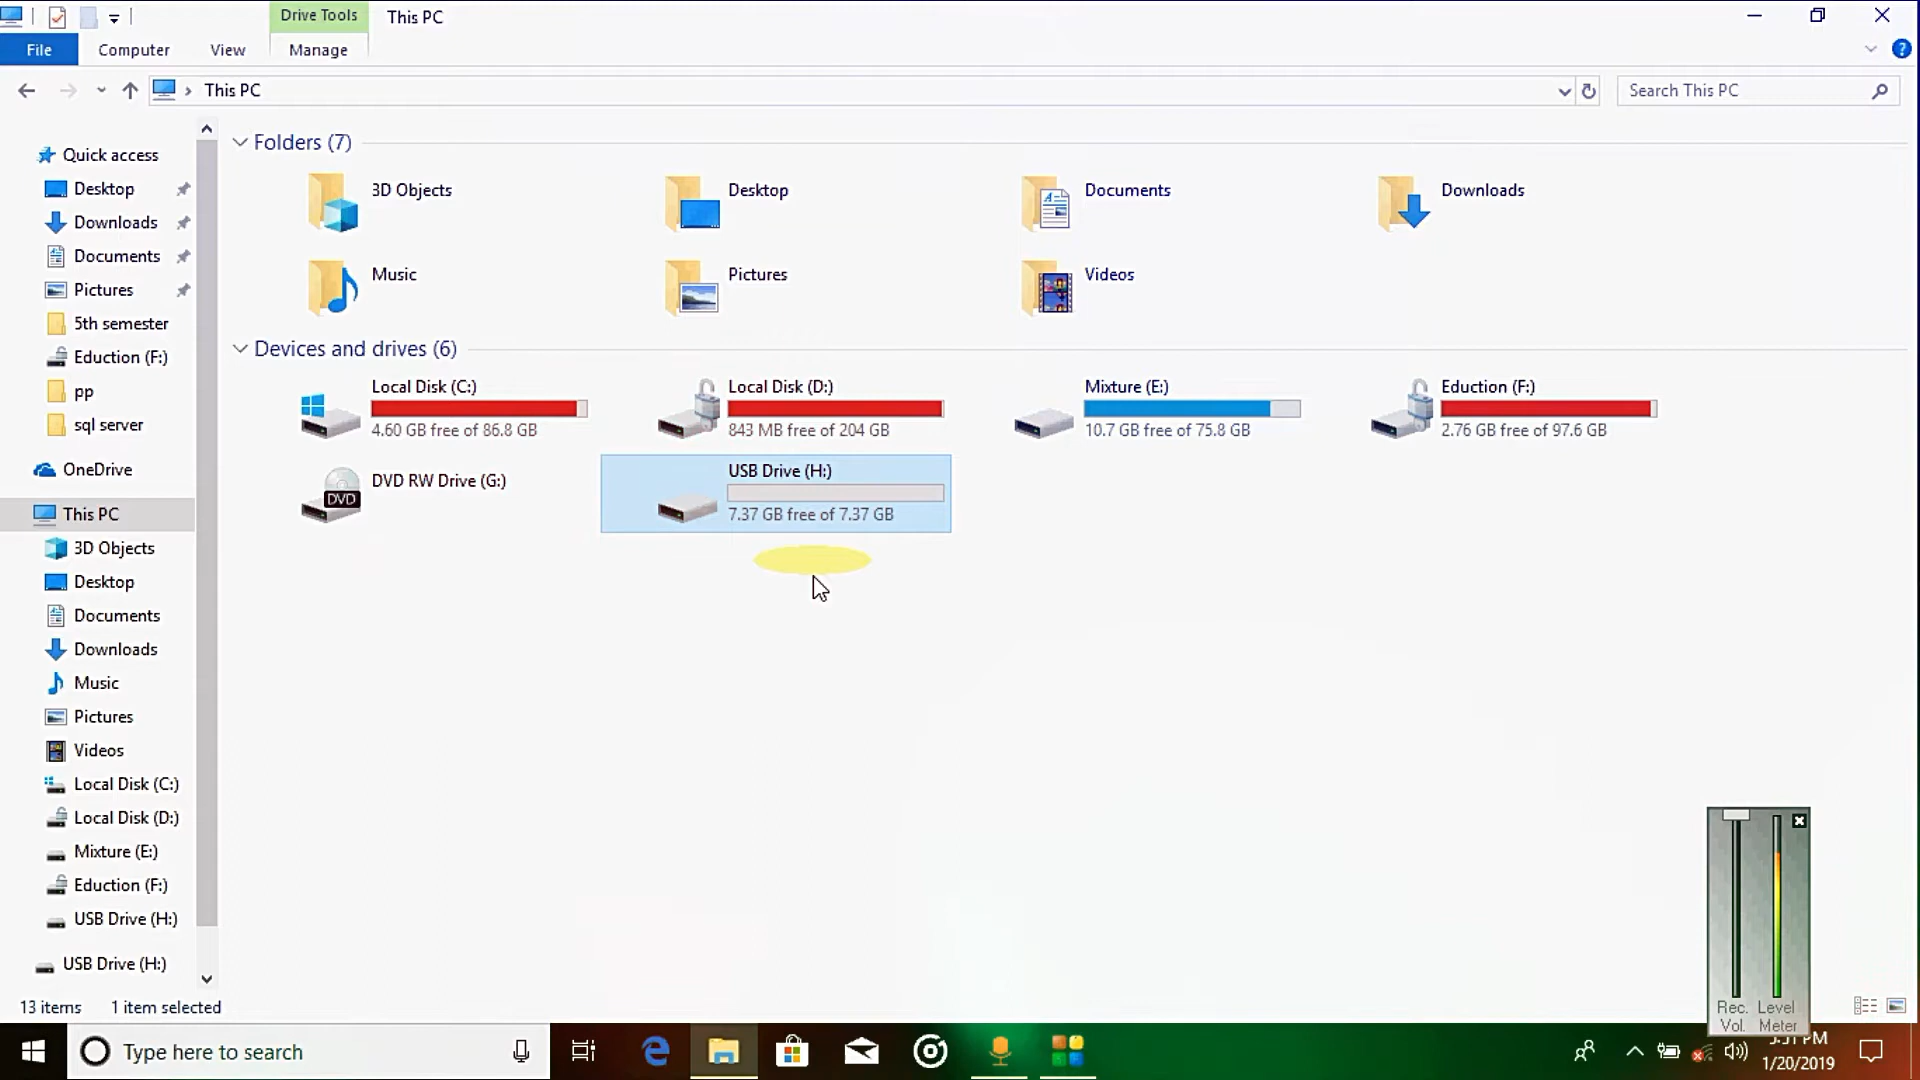 Drive Tools
This PC
File
Computer
View
Manage
This PC
Search This PC
Quick access
Desktop
Downloads
Documents
Pictures
5th semester
Eduction (F:)
pp
sql server
OneDrive
This PC
3D Objects
Desktop
Documents
Downloads
Music
Pictures
Videos
Local Disk (C:)
Local Disk (D:)
Mixture (E:)
Eduction (F:)
USB Drive (H:)
USB Drive (H:)
Folders (7)
3D Objects
Desktop
Documents
Downloads
Music
Pictures
Videos
Devices and drives (6)
Local Disk (C:)
4.60 GB free of 86.8 GB
Local Disk (D:)
843 MB free of 204 GB
Mixture (E:)
10.7 GB free of 75.8 GB
Eduction (F:)
2.76 GB free of 97.6 GB
DVD RW Drive (G:)
DVD
USB Drive (H:)
7.37 GB free of 7.37 GB
Rec. Level
Vol. Meter
13 items
1 item selected
Type here to search
PM
1/20/2019